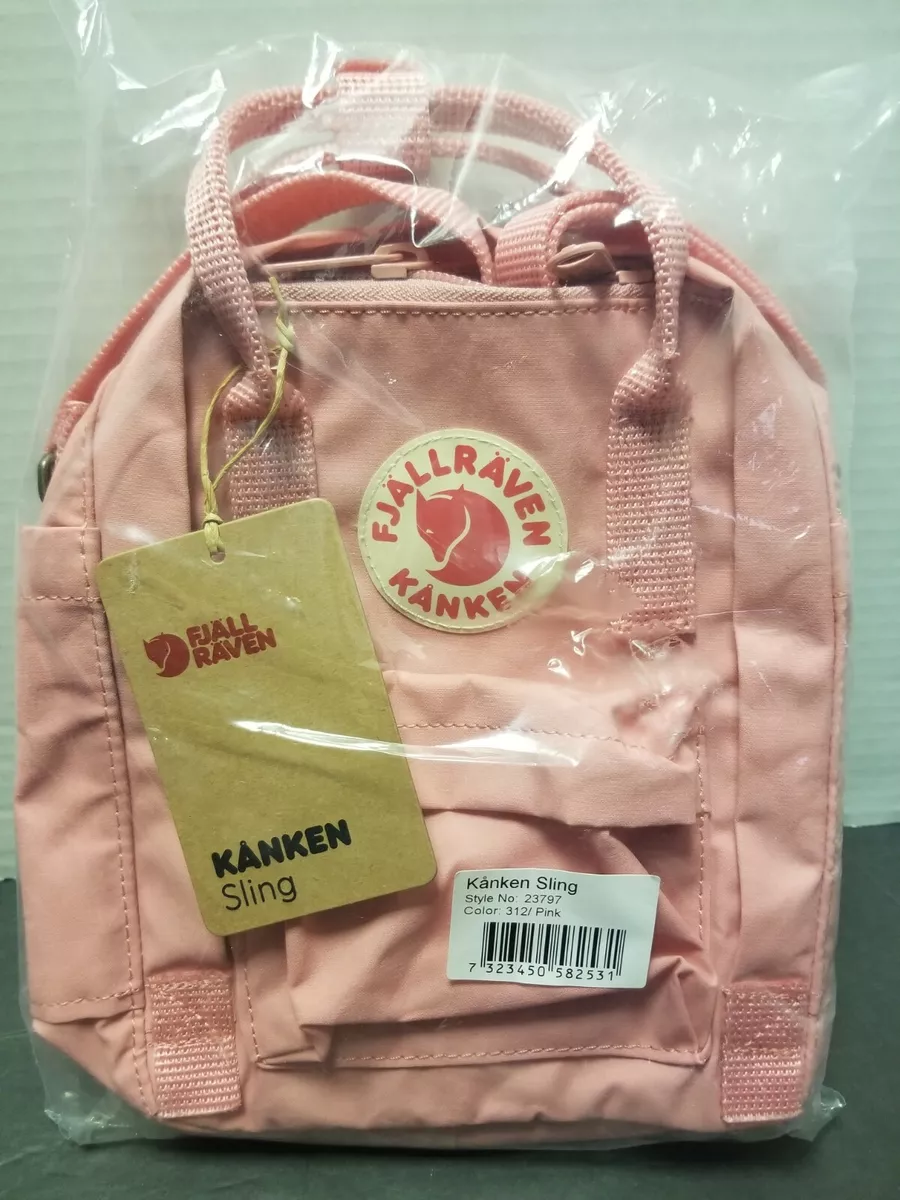 FJÄLLRÄVEN
KÅNKEN
FJÄLL
RÄVEN
KÅNKEN
Sling
Kånken Sling
Style No: 23797
Color: 312/ Pink
7 323450 582531